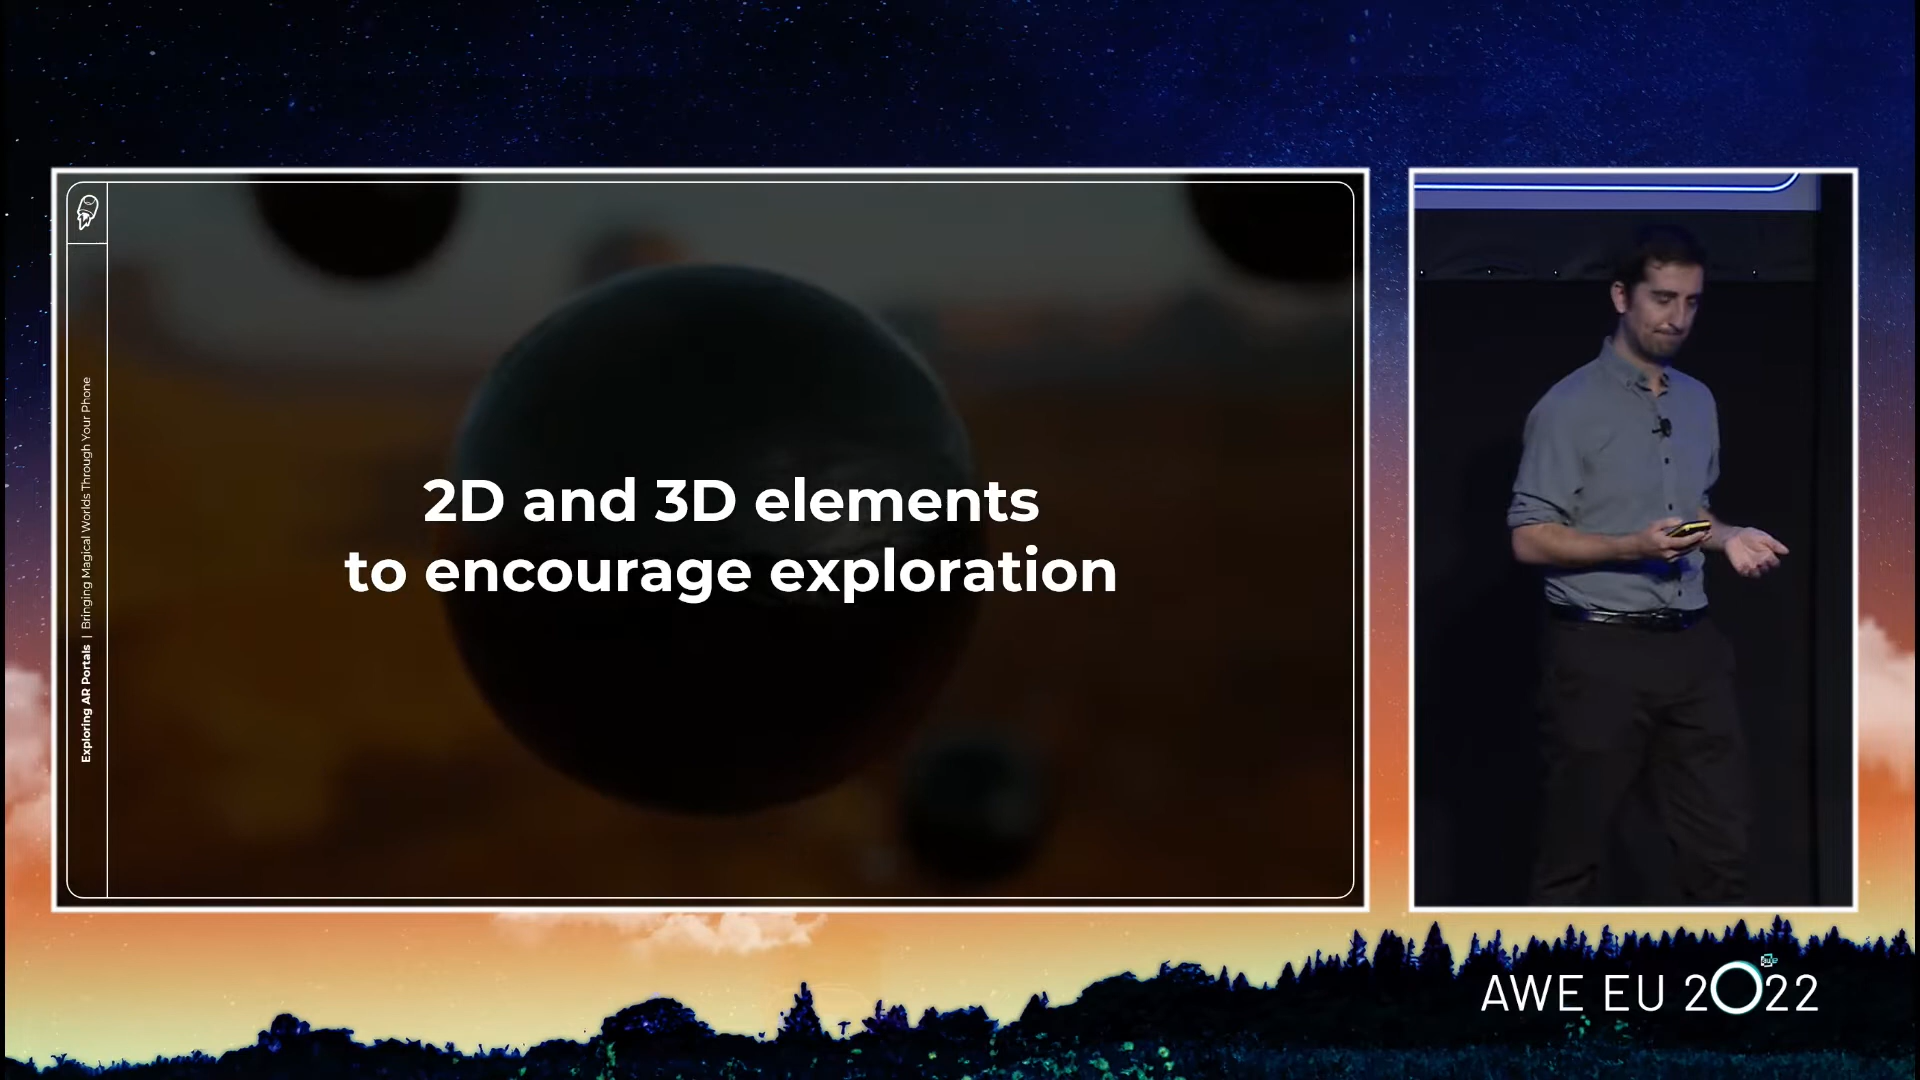 Exploring AR Portals | Bringing Magical Worlds Through Your Phone
2D and 3D elements
to encourage exploration
AWE EU 2022